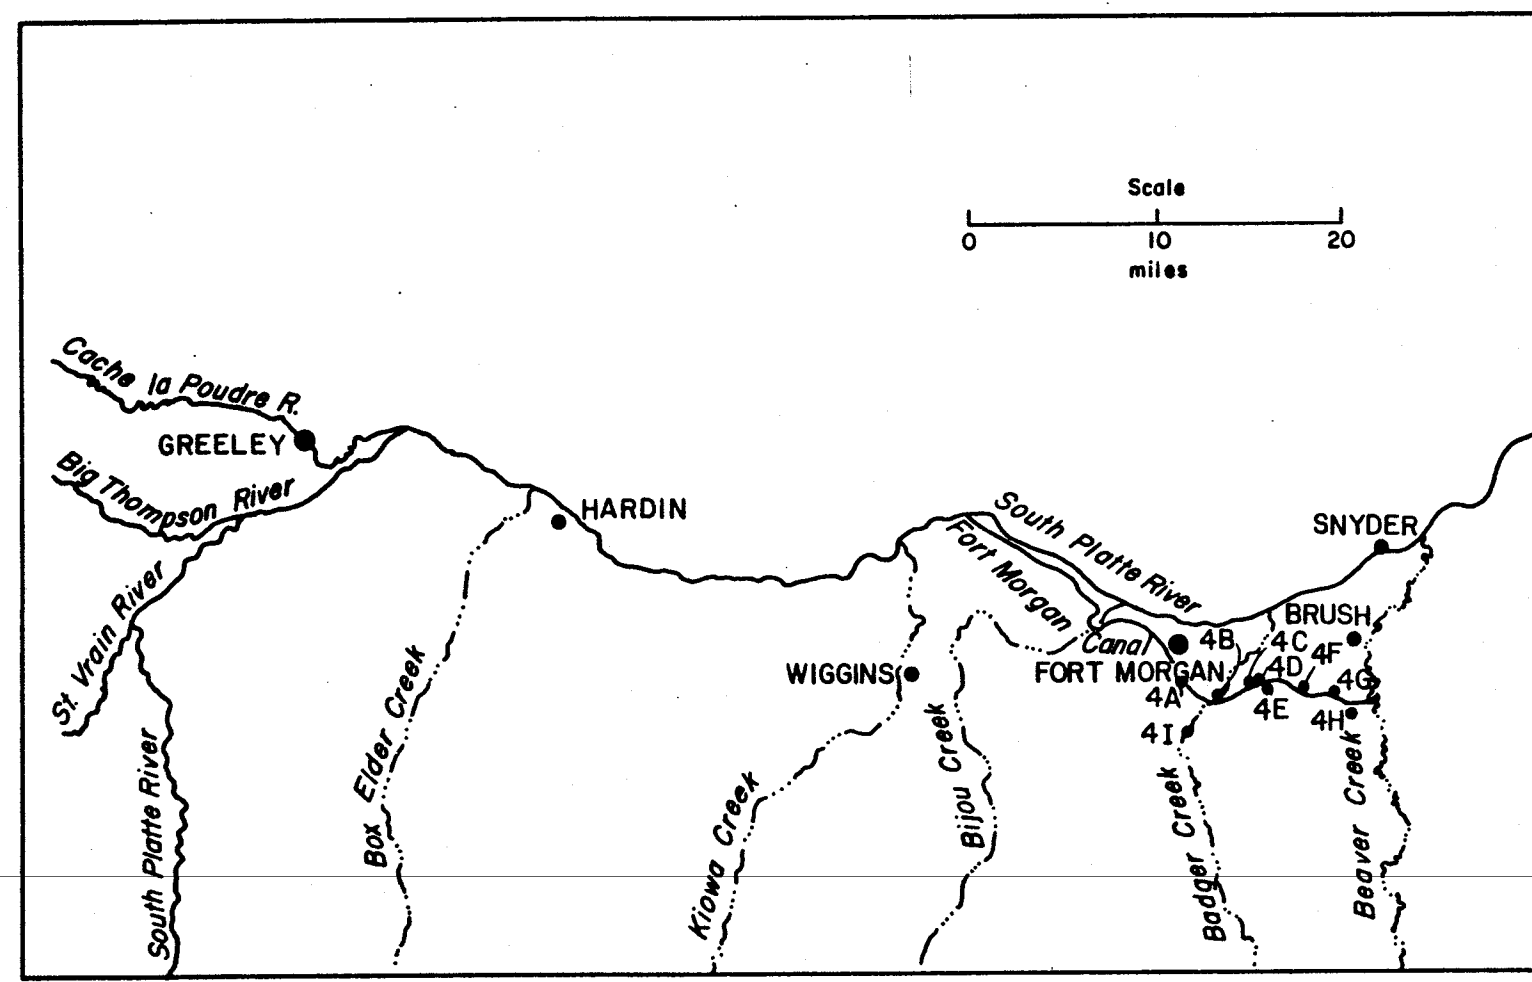 Scale
0 10 20
miles
Cache la Poudre R.
GREELEY
Big Thompson River
HARDIN
South Platte River
Fort Morgan Canal
SNYDER
BRUSH
St. Vrain River
WIGGINS
FORT MORGAN
4B
4C
4F
4D
4A
4E
4G
4H
4I
South Platte River
Box Elder Creek
Kiowa Creek
Bijou Creek
Badger Creek
Beaver Creek